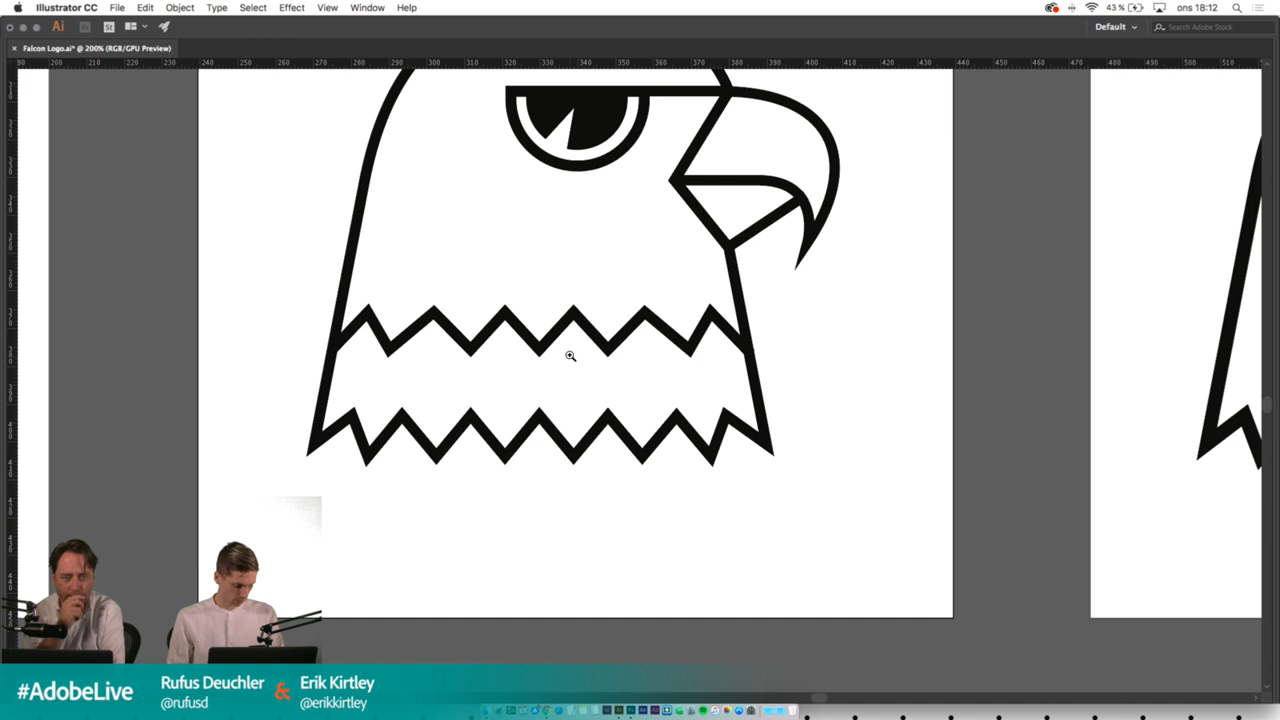 Illustrator CC File Edit Object Type Select Effect View Window Help 43 % ons 18:12
Ai Br St Default Search Adobe Stock
× Falcon Logo.ai* @ 200% (RGB/GPU Preview)
90 200 210 220 230 240 250 260 270 280 290 300 310 320 330 340 350 360 370 380 390 400 410 420 430 440 450 460 470 480 490 500 510
#AdobeLive
Rufus Deuchler
@rufusd
&
Erik Kirtley
@erikkirtley